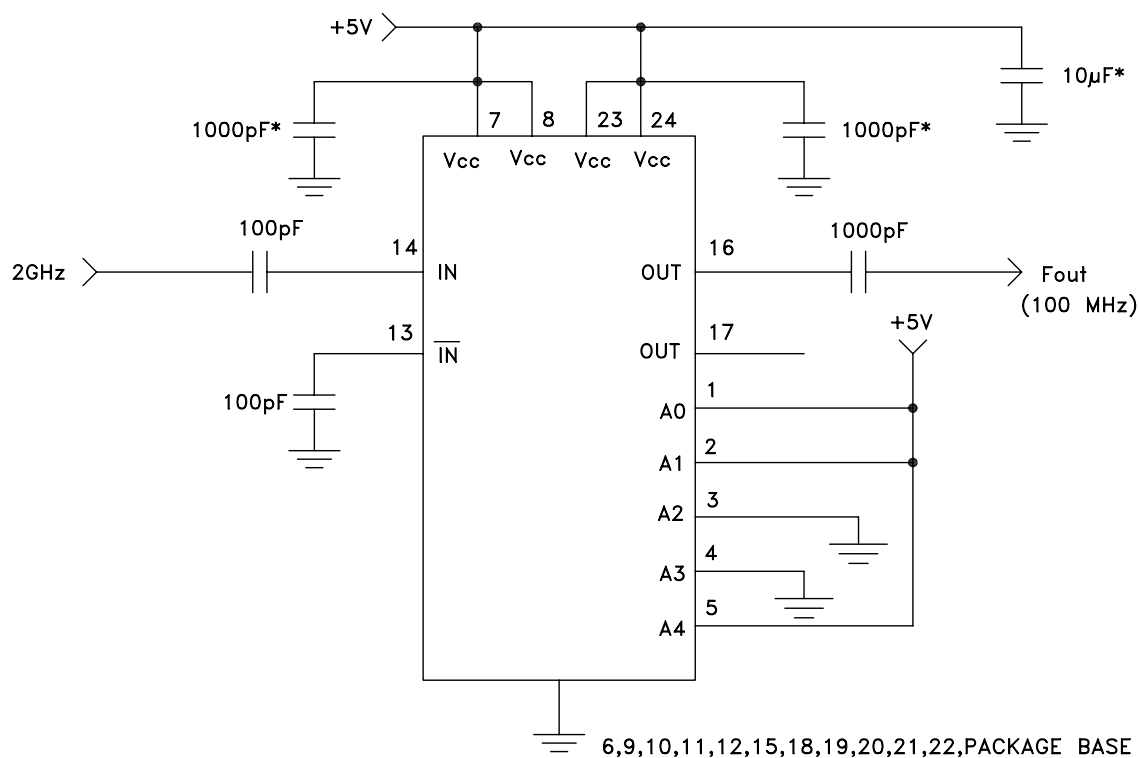 +5V
10µF*
1000pF*
7 8 23 24
1000pF*
Vcc Vcc Vcc Vcc
100pF
1000pF
14
16
2GHz
IN
OUT
Fout
(100 MHz)
+5V
13
17
IN
OUT
100pF
1
A0
2
A1
3
A2
4
A3
5
A4
6,9,10,11,12,15,18,19,20,21,22,PACKAGE BASE